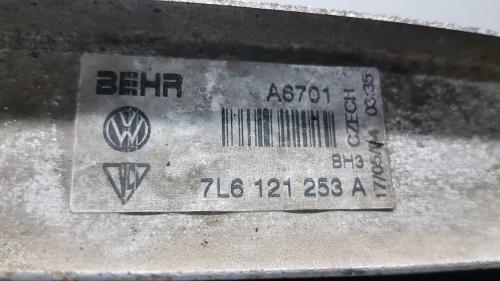 BEHR
A6701
BH3
7L6 121 253 A
CZECH
17/05/04 03:35